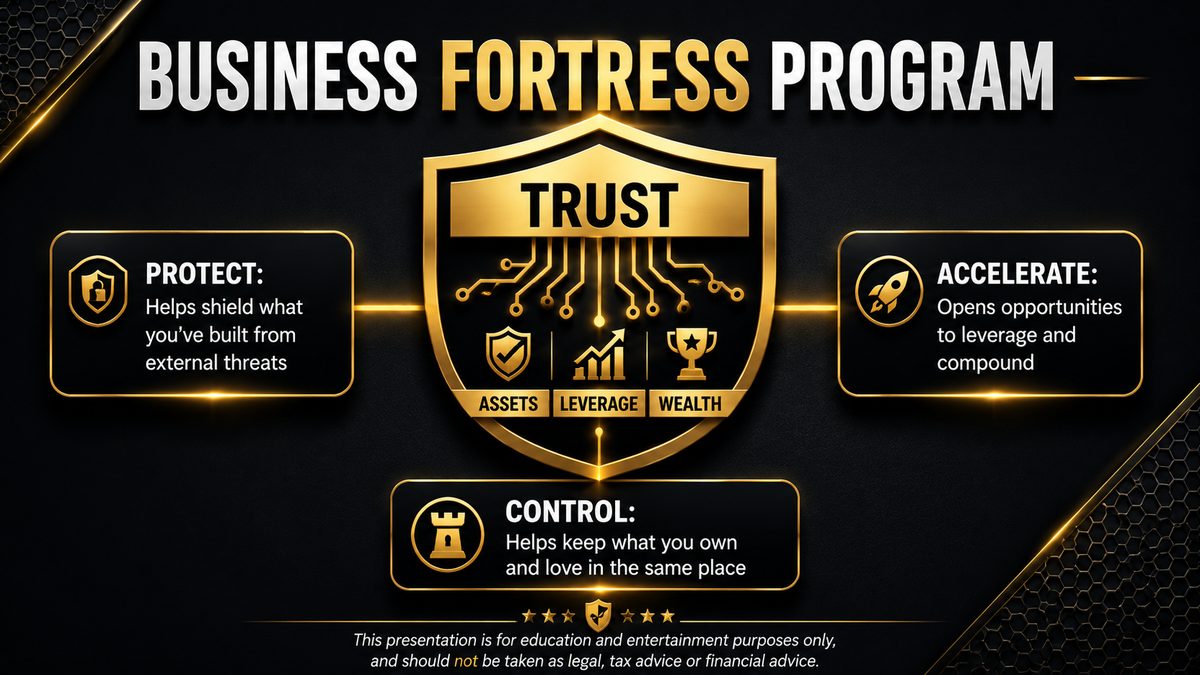 BUSINESS FORTRESS PROGRAM
TRUST
PROTECT:
Helps shield what
you've built from
external threats
ACCELERATE:
Opens opportunities
to leverage and
compound
ASSETS
LEVERAGE
WEALTH
CONTROL:
Helps keep what you own
and love in the same place
This presentation is for education and entertainment purposes only,
and should not be taken as legal, tax advice or financial advice.